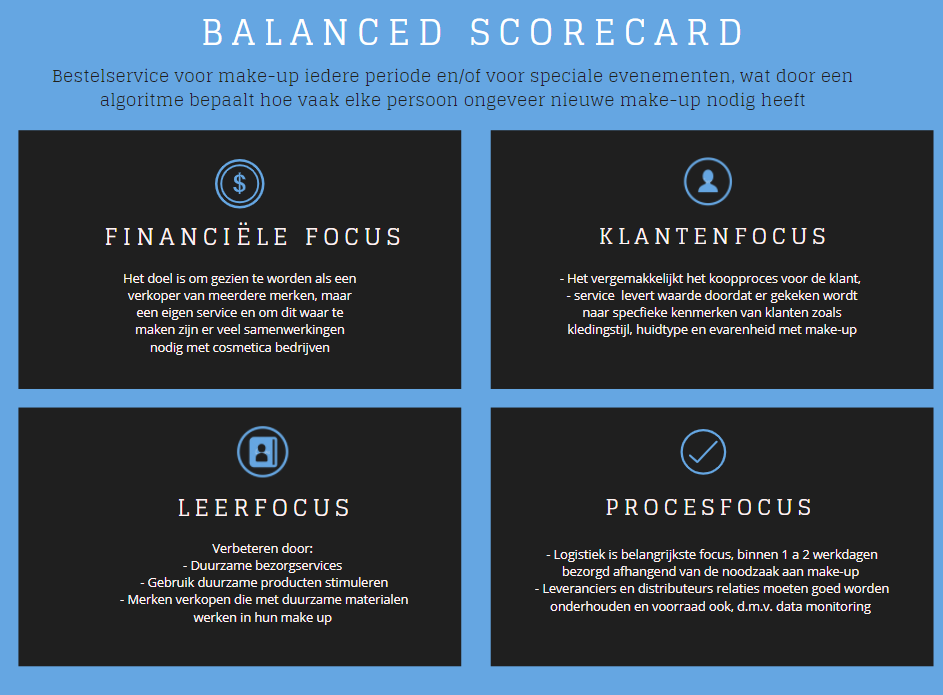 BALANCED SCORECARD
Bestelservice voor make-up iedere periode en/of voor speciale evenementen, wat door een
algoritme bepaalt hoe vaak elke persoon ongeveer nieuwe make-up nodig heeft
$
FINANCIËLE FOCUS
Het doel is om gezien te worden als een
verkoper van meerdere merken, maar
een eigen service en om dit waar te
maken zijn er veel samenwerkingen
nodig met cosmetica bedrijven
KLANTENFOCUS
- Het vergemakkelijkt het koopproces voor de klant,
- service levert waarde doordat er gekeken wordt
naar specfieke kenmerken van klanten zoals
kledingstijl, huidtype en evarenheid met make-up
LEERFOCUS
Verbeteren door:
- Duurzame bezorgservices
- Gebruik duurzame producten stimuleren
- Merken verkopen die met duurzame materialen
werken in hun make up
PROCESFOCUS
- Logistiek is belangrijkste focus, binnen 1 a 2 werkdagen
bezorgd afhangend van de noodzaak aan make-up
- Leveranciers en distributeurs relaties moeten goed worden
onderhouden en voorraad ook, d.m.v. data monitoring